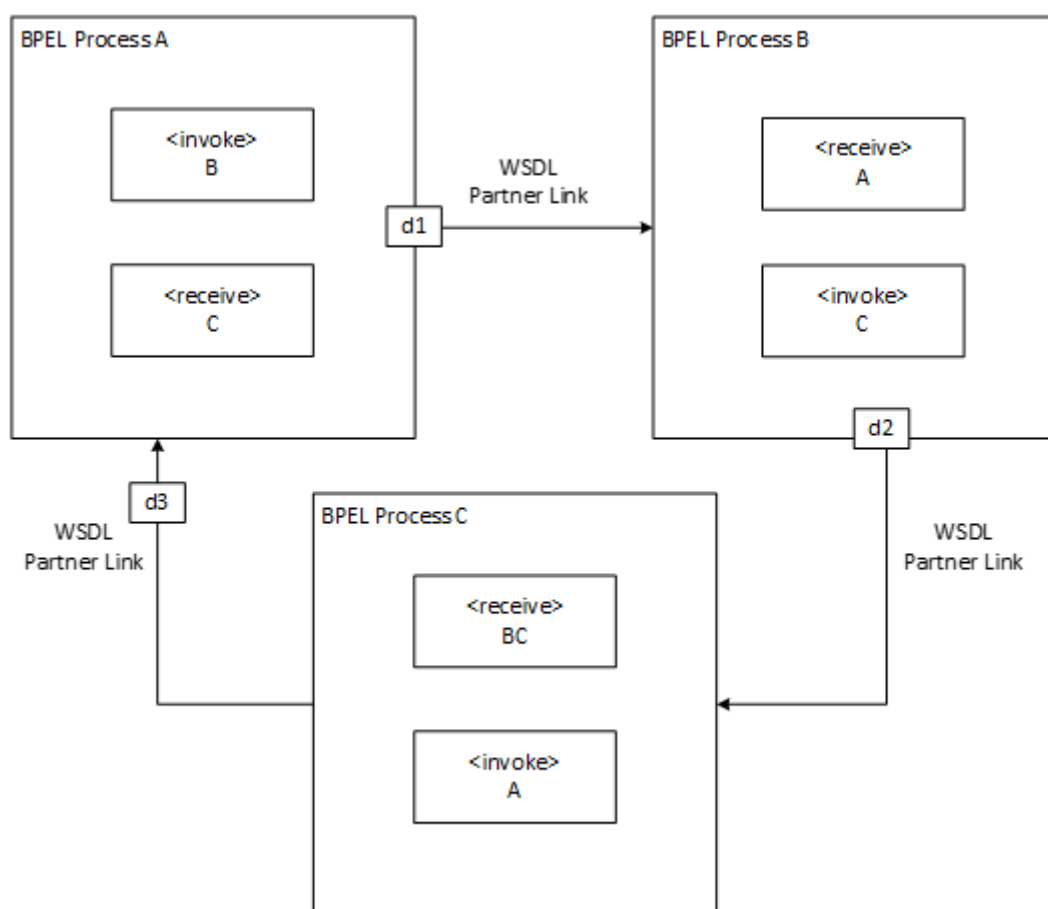 BPEL Process A
<invoke>
B
<receive>
C
d1
WSDL
Partner Link
BPEL Process B
<receive>
A
<invoke>
C
d2
WSDL
Partner Link
BPEL Process C
<receive>
BC
<invoke>
A
d3
WSDL
Partner Link